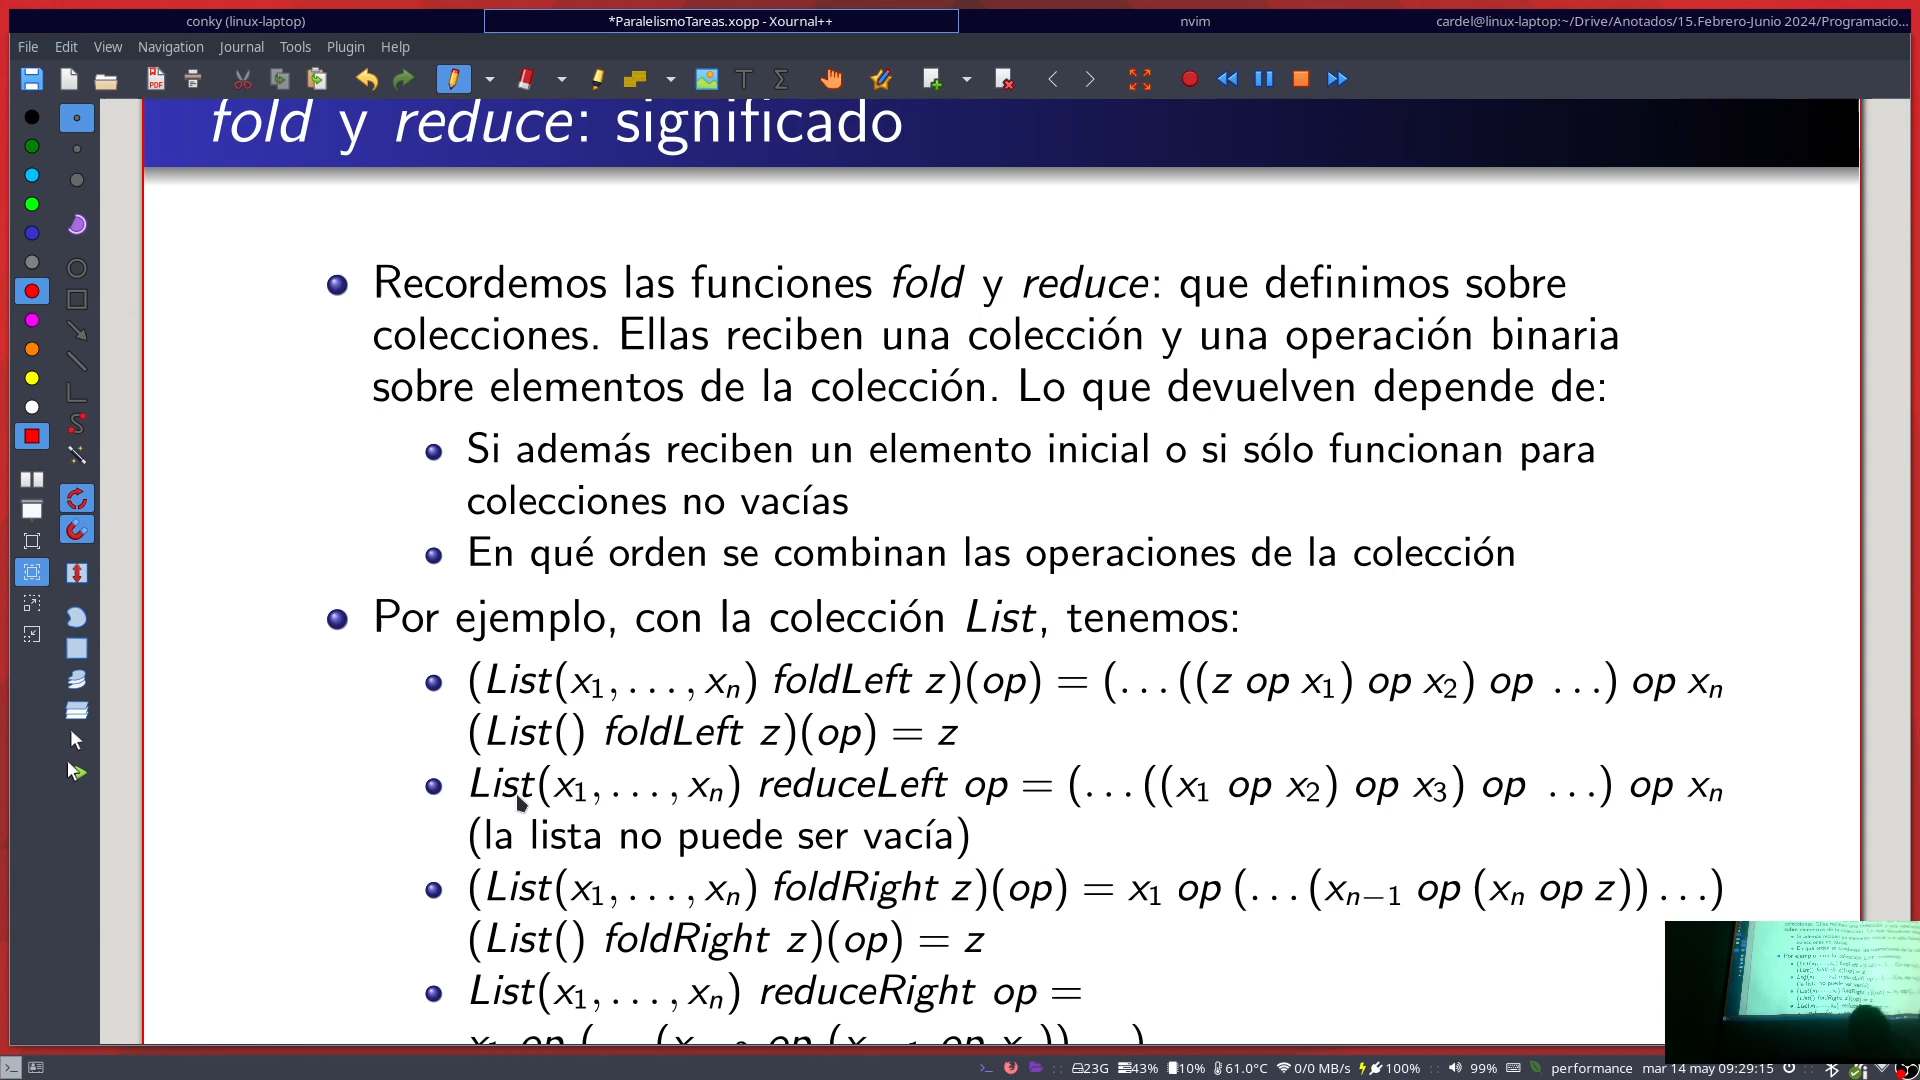 conky (linux-laptop)
*ParalelismoTareas.xopp - Xournal++
nvim
cardel@linux-laptop:~/Drive/Anotados/15.Febrero-Junio 2024/Programacio...
File Edit View Navigation Journal Tools Plugin Help
fold y reduce: significado
Recordemos las funciones fold y reduce: que definimos sobre
colecciones. Ellas reciben una colección y una operación binaria
sobre elementos de la colección. Lo que devuelven depende de:
Si además reciben un elemento inicial o si sólo funcionan para
colecciones no vacías
En qué orden se combinan las operaciones de la colección
Por ejemplo, con la colección List, tenemos:
(List(x₁, . . . , xₙ) foldLeft z)(op) = (. . . ((z op x₁) op x₂) op . . .) op xₙ
(List() foldLeft z)(op) = z
List(x₁, . . . , xₙ) reduceLeft op = (. . . ((x₁ op x₂) op x₃) op . . .) op xₙ
(la lista no puede ser vacía)
(List(x₁, . . . , xₙ) foldRight z)(op) = x₁ op (. . . (xₙ₋₁ op (xₙ op z)) . . .)
(List() foldRight z)(op) = z
List(x₁, . . . , xₙ) reduceRight op =
23G 43% 10% 61.0°C 0/0 MB/s 100% 99% performance mar 14 may 09:29:15